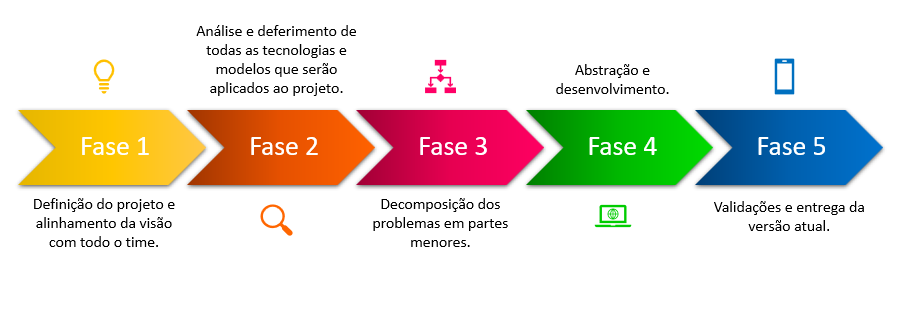 Análise e deferimento de
todas as tecnologias e
modelos que serão
aplicados ao projeto.
Abstração e
desenvolvimento.
Fase 1
Fase 2
Fase 3
Fase 4
Fase 5
Definição do projeto e
alinhamento da visão
com todo o time.
Decomposição dos
problemas em partes
menores.
Validações e entrega da
versão atual.